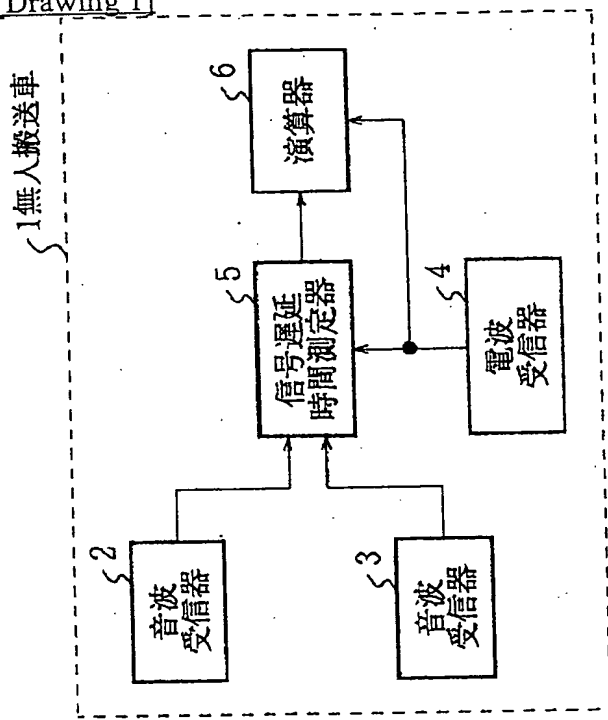 Drawing 1]
1無人搬送車
2
音波
受信器
3
音波
受信器
5
信号遅延
時間測定器
4
電波
受信器
6
演算器